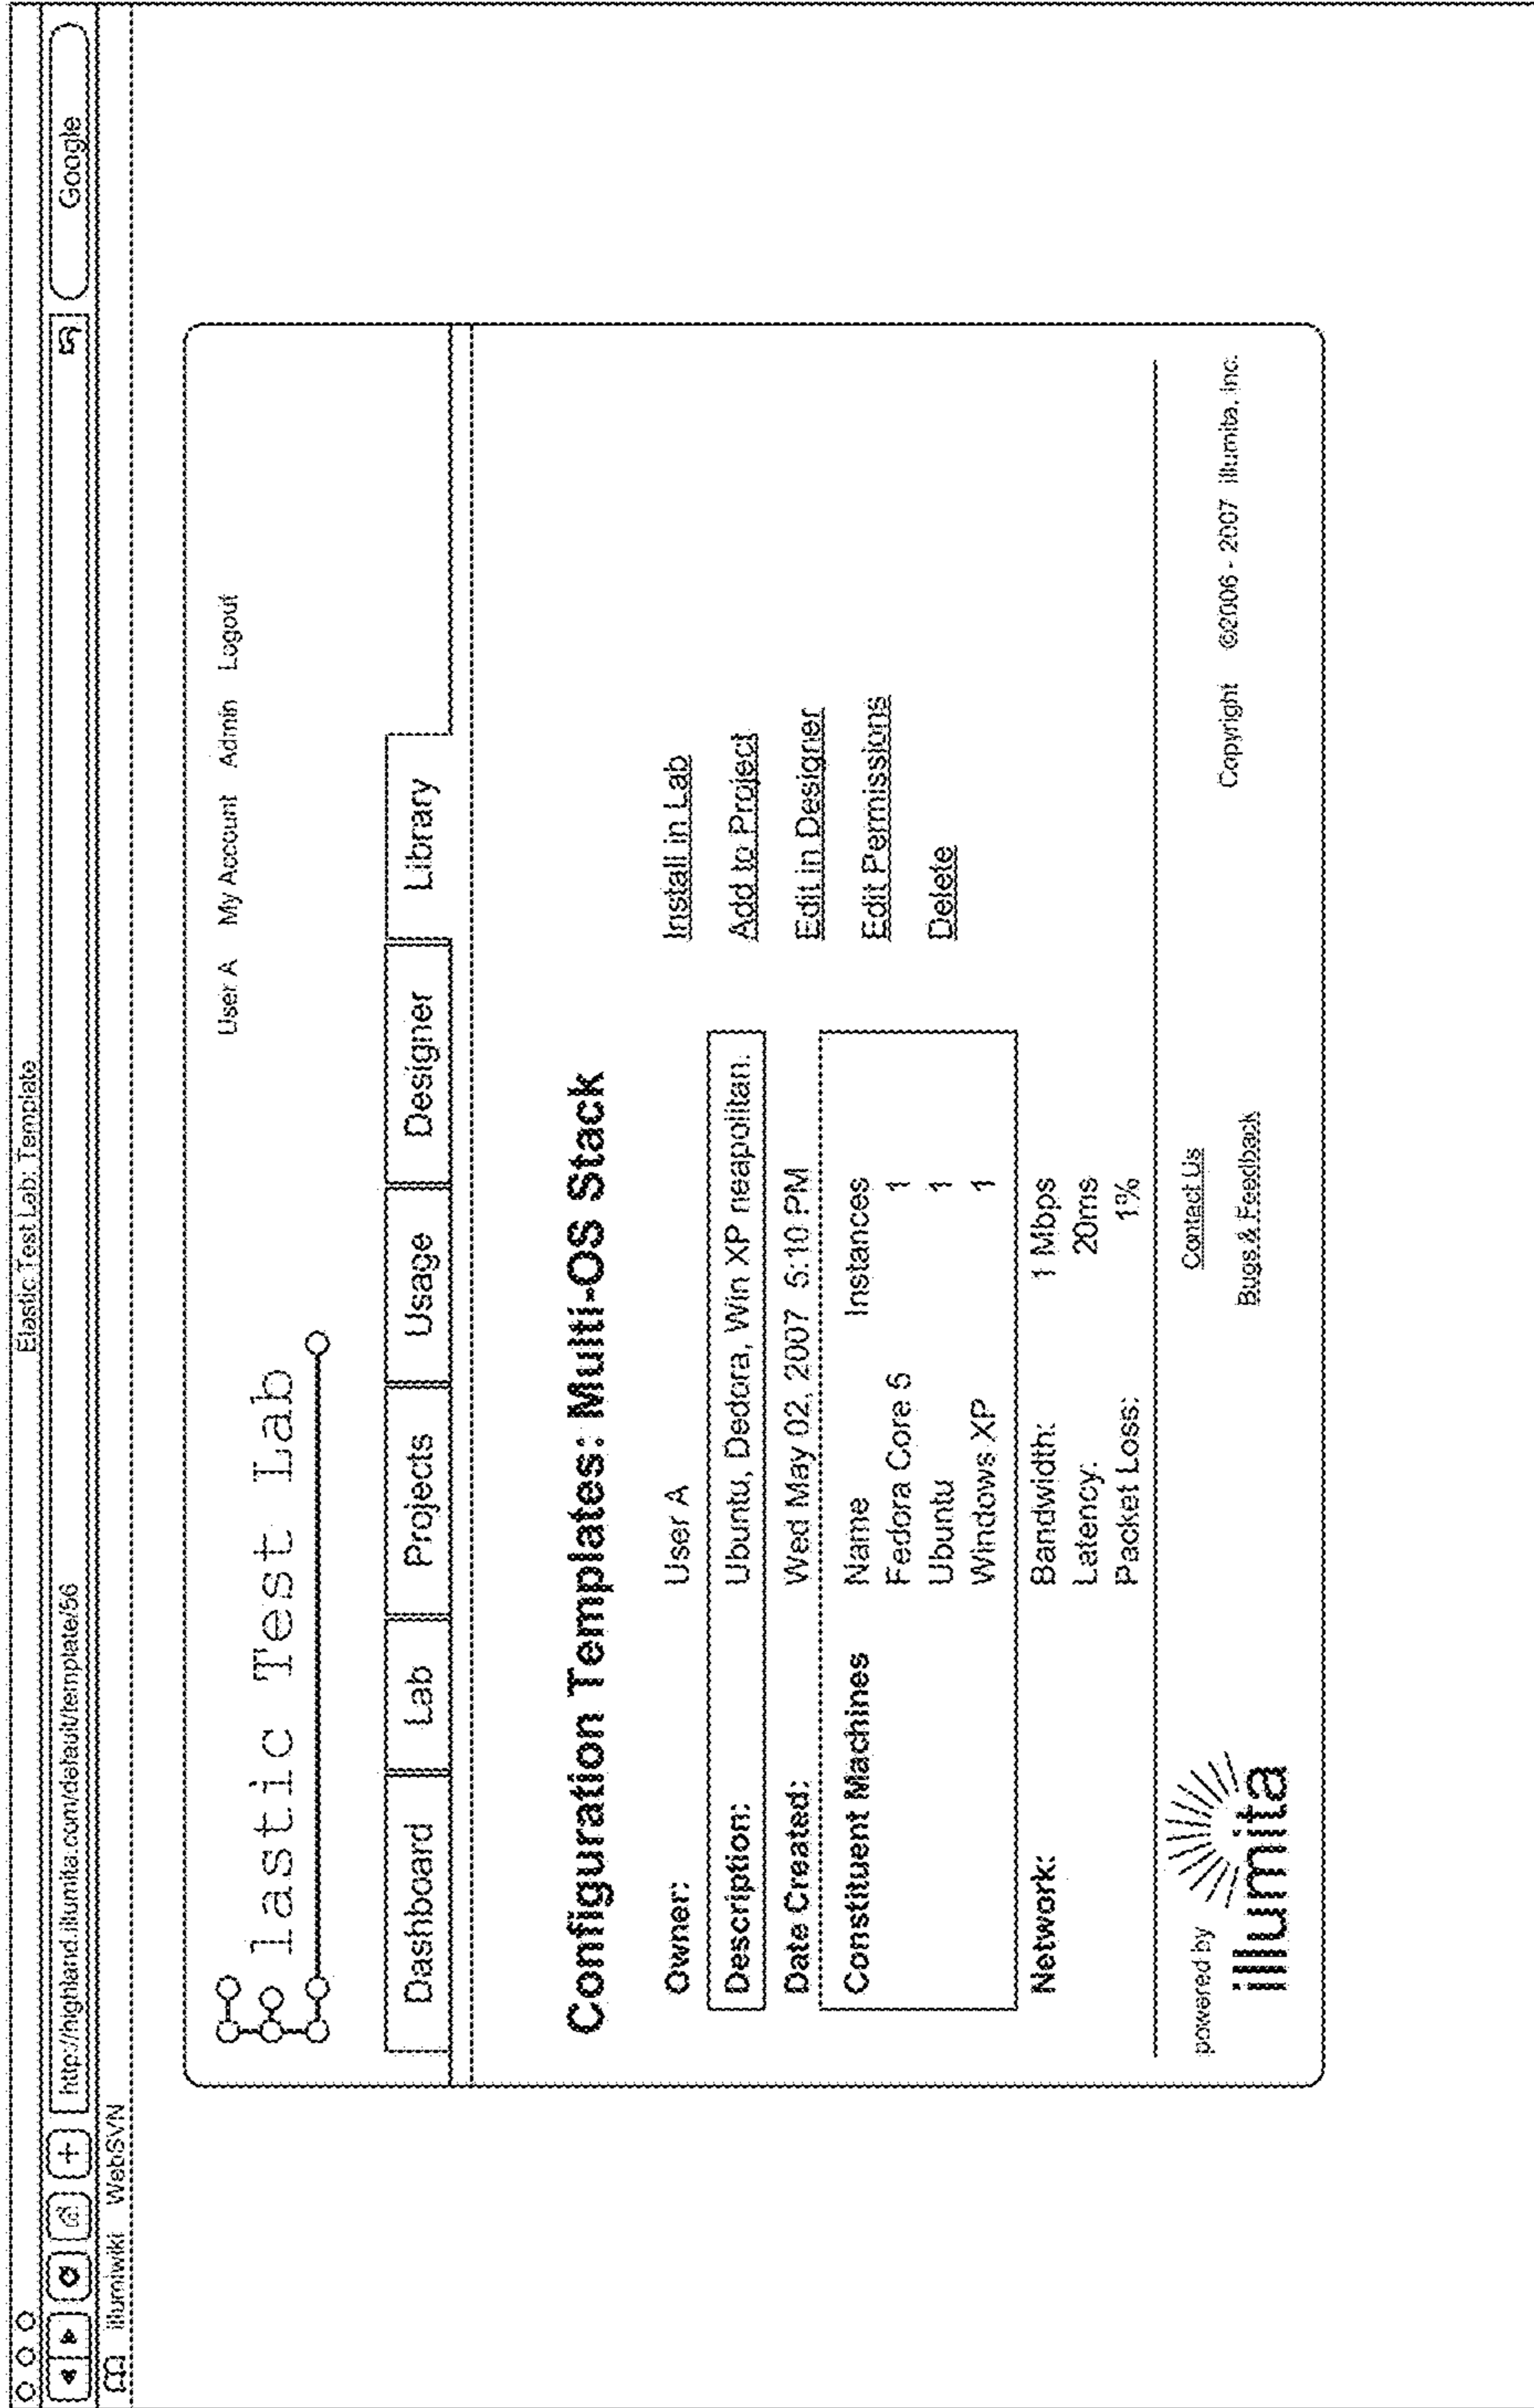 Elastic Test Lab: Template
http://highland.illumita.com/default/template/56 Google
illumiwiki WebSVN
lastic Test Lab
User A My Account Admin Logout
Dashboard Lab Projects Usage Designer Library
Configuration Templates: Multi-OS Stack
Owner: User A Install in Lab
Description: Ubuntu, Dedora, Win XP neapolitan. Add to Project
Date Created: Wed May 02, 2007 5:10 PM Edit in Designer
Constituent Machines Name Instances Edit Permissions
Fedora Core 5 1
Ubuntu 1 Delete
Windows XP 1
Network: Bandwidth: 1 Mbps
Latency: 20ms
Packet Loss: 1%
powered by Contact Us Copyright ©2006 - 2007 illumita, inc.
illumita Bugs & Feedback